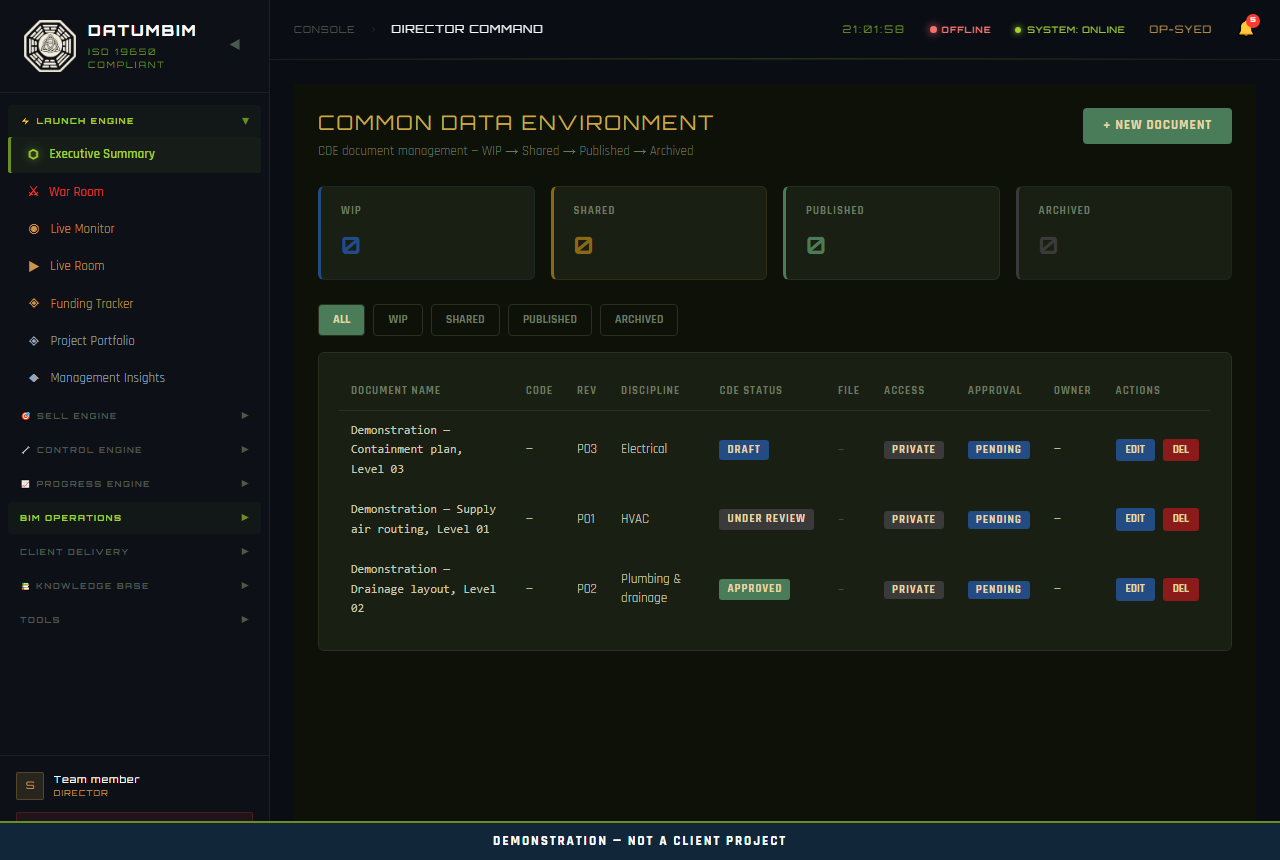 DATUMBIM
ISO 19650
COMPLIANT
CONSOLE
DIRECTOR COMMAND
21:01:58
OFFLINE
SYSTEM: ONLINE
OP-SYED
5
LAUNCH ENGINE
Executive Summary
War Room
Live Monitor
Live Room
Funding Tracker
Project Portfolio
Management Insights
SELL ENGINE
CONTROL ENGINE
PROGRESS ENGINE
BIM OPERATIONS
CLIENT DELIVERY
KNOWLEDGE BASE
TOOLS
S
Team member
DIRECTOR
COMMON DATA ENVIRONMENT
CDE document management — WIP → Shared → Published → Archived
+ NEW DOCUMENT
WIP
0
SHARED
0
PUBLISHED
0
ARCHIVED
0
ALL WIP SHARED PUBLISHED ARCHIVED
DOCUMENT NAME CODE REV DISCIPLINE CDE STATUS FILE ACCESS APPROVAL OWNER ACTIONS
Demonstration —
Containment plan,
Level 03
— P03 Electrical DRAFT — PRIVATE PENDING — EDIT DEL
Demonstration — Supply
air routing, Level 01
— P01 HVAC UNDER REVIEW — PRIVATE PENDING — EDIT DEL
Demonstration —
Drainage layout, Level
02
— P02 Plumbing &
drainage
APPROVED — PRIVATE PENDING — EDIT DEL
DEMONSTRATION — NOT A CLIENT PROJECT